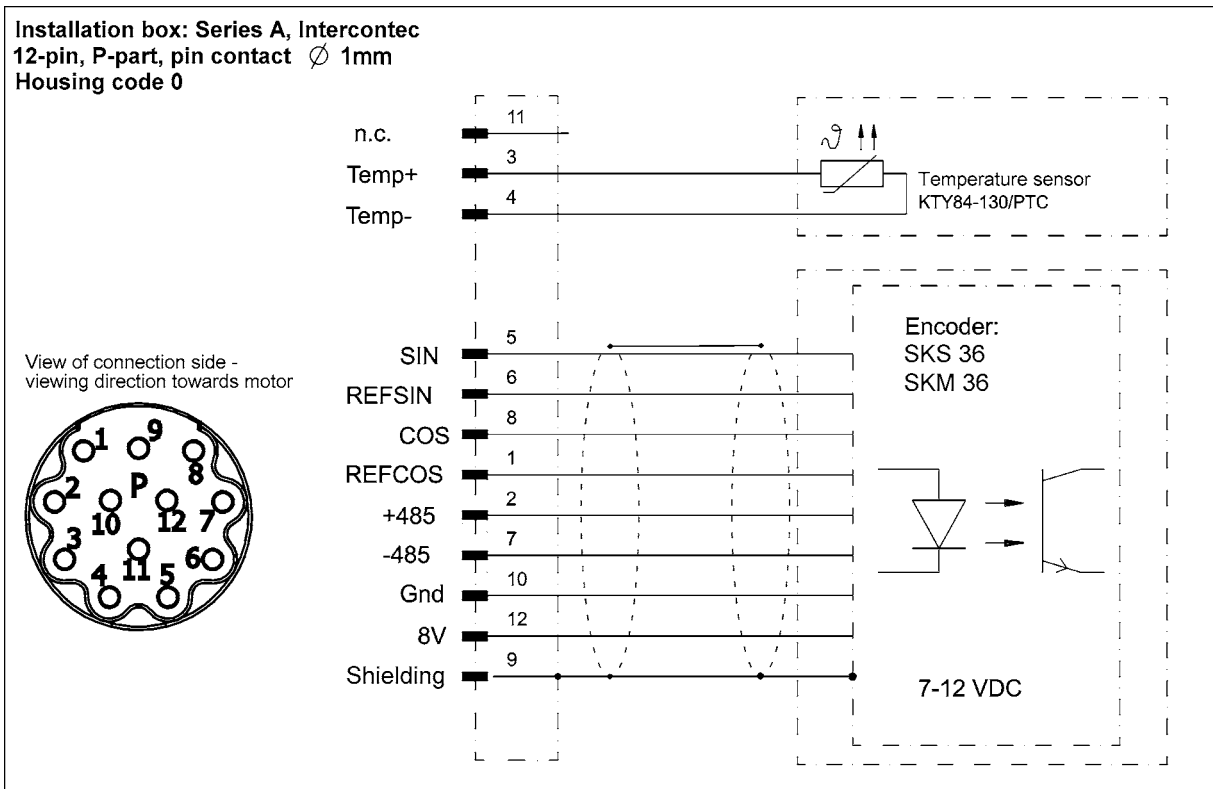 Installation box: Series A, Intercontec
12-pin, P-part, pin contact ∅ 1mm
Housing code 0
n.c. 11
Temp+ 3
Temp- 4
ϑ
Temperature sensor
KTY84-130/PTC
SIN 5
REFSIN 6
COS 8
REFCOS 1
+485 2
-485 7
Gnd 10
8V 12
Shielding 9
Encoder:
SKS 36
SKM 36
7-12 VDC
View of connection side -
viewing direction towards motor
1 9 8
2 P 7
10 12
3 11 6
4 5